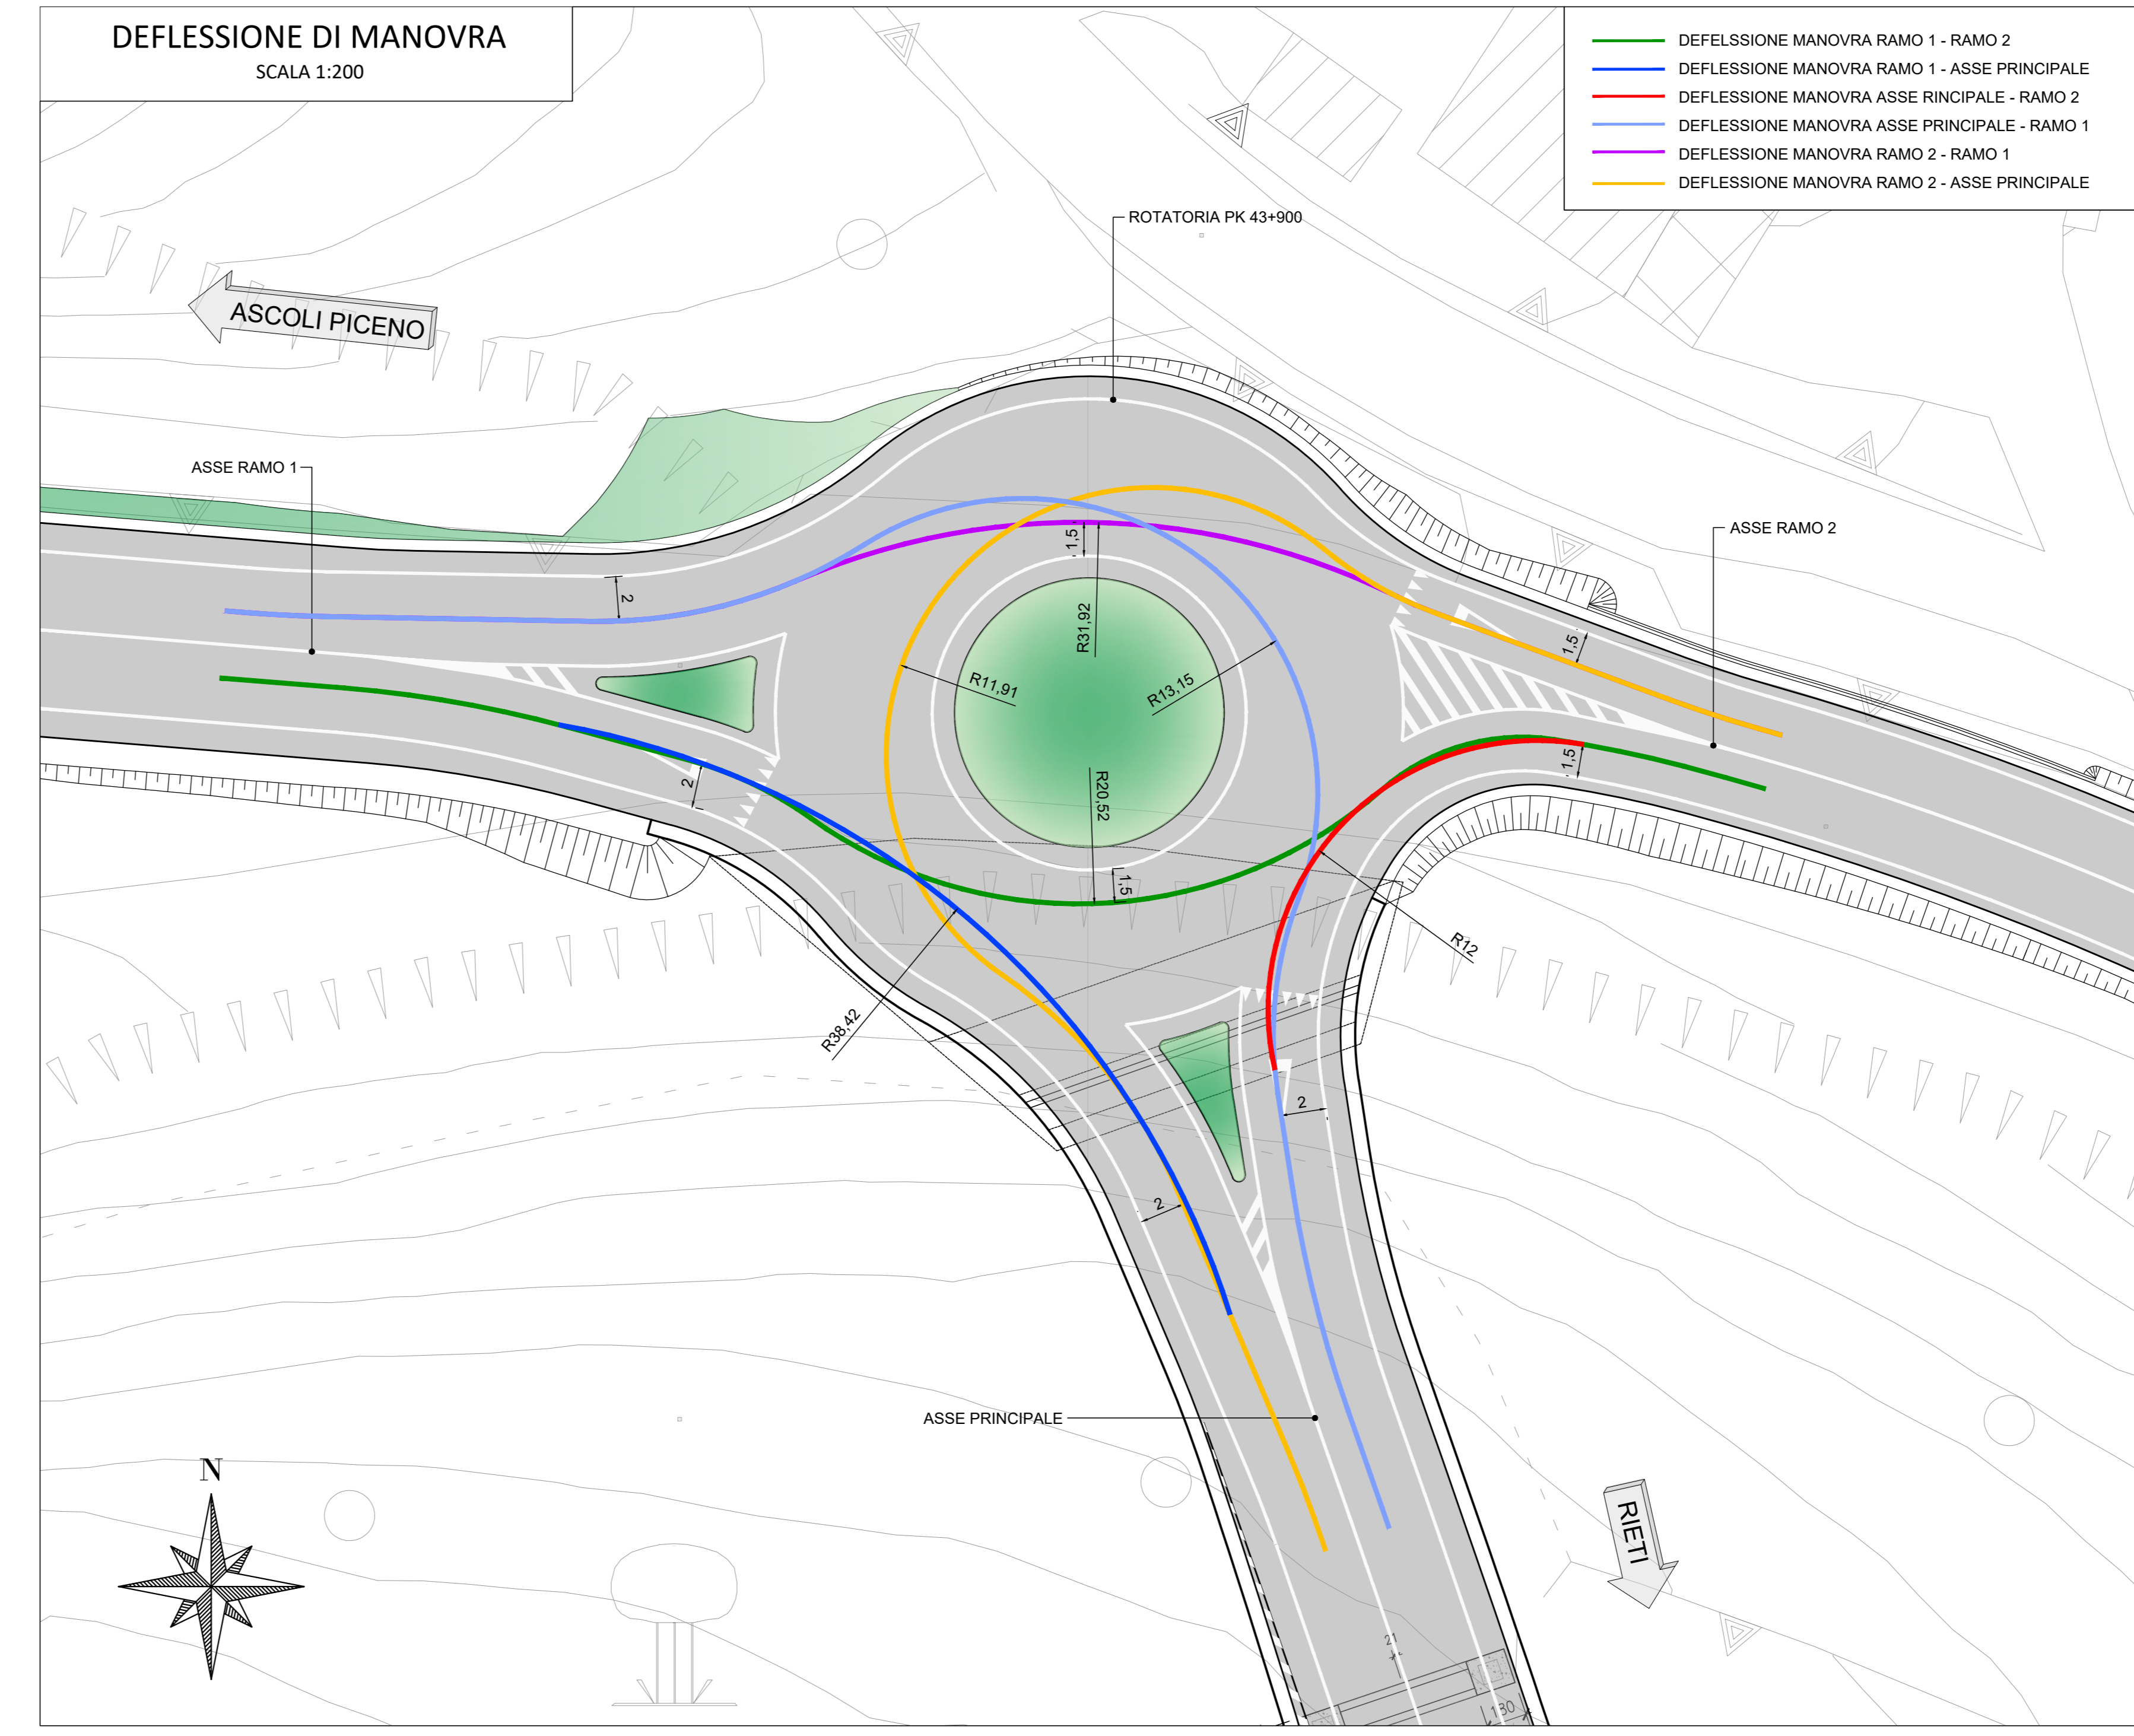 DEFLESSIONE DI MANOVRA
SCALA 1:200
DEFELSSIONE MANOVRA RAMO 1 - RAMO 2
DEFLESSIONE MANOVRA RAMO 1 - ASSE PRINCIPALE
DEFLESSIONE MANOVRA ASSE RINCIPALE - RAMO 2
DEFLESSIONE MANOVRA ASSE PRINCIPALE - RAMO 1
DEFLESSIONE MANOVRA RAMO 2 - RAMO 1
DEFLESSIONE MANOVRA RAMO 2 - ASSE PRINCIPALE
ROTATORIA PK 43+900
ASCOLI PICENO
ASSE RAMO 1
ASSE RAMO 2
1,5
2
R31,92
1,5
R11,91
R13,15
2
R20,52
1,5
1,5
R12
R38,42
2
2
ASSE PRINCIPALE
N
RIETI
21
130